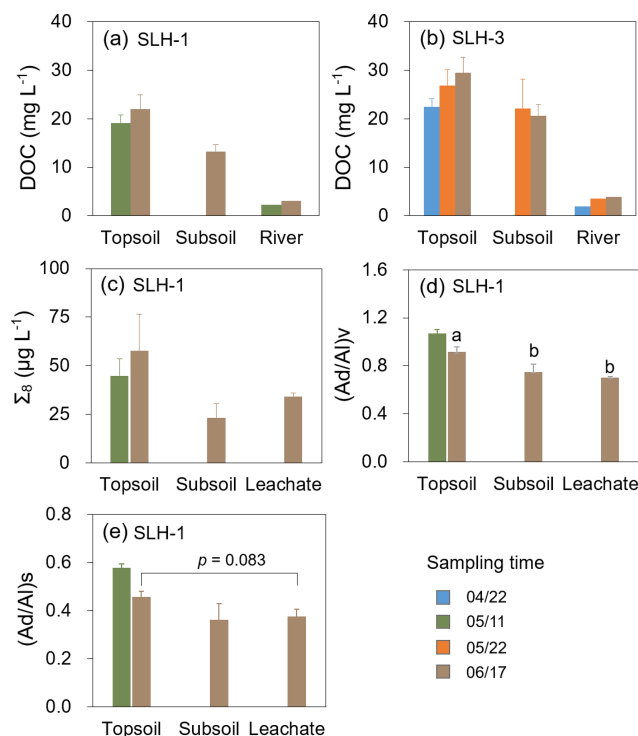 (a) SLH-1
DOC (mg L⁻¹)
40
30
20
10
0
Topsoil Subsoil River
(b) SLH-3
DOC (mg L⁻¹)
40
30
20
10
0
Topsoil Subsoil River
(c) SLH-1
Σ₈ (µg L⁻¹)
100
75
50
25
0
Topsoil Subsoil Leachate
(d) SLH-1
(Ad/Al)v
1.6
1.2
0.8
0.4
0.0
a
b
b
Topsoil Subsoil Leachate
(e) SLH-1
(Ad/Al)s
0.8
0.6
0.4
0.2
0.0
p = 0.083
Topsoil Subsoil Leachate
Sampling time
04/22
05/11
05/22
06/17